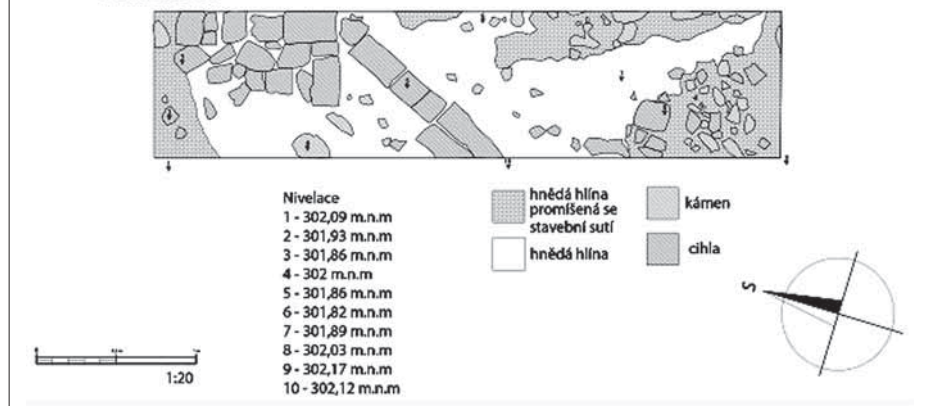 Nivelace
1 - 302,09 m.n.m
2 - 301,93 m.n.m
3 - 301,86 m.n.m
4 - 302 m.n.m
5 - 301,86 m.n.m
6 - 301,82 m.n.m
7 - 301,89 m.n.m
8 - 302,03 m.n.m
9 - 302,17 m.n.m
10 - 302,12 m.n.m
hnědá hlína
promíšená se
stavební sutí
hnědá hlína
kámen
cihla
S
1:20